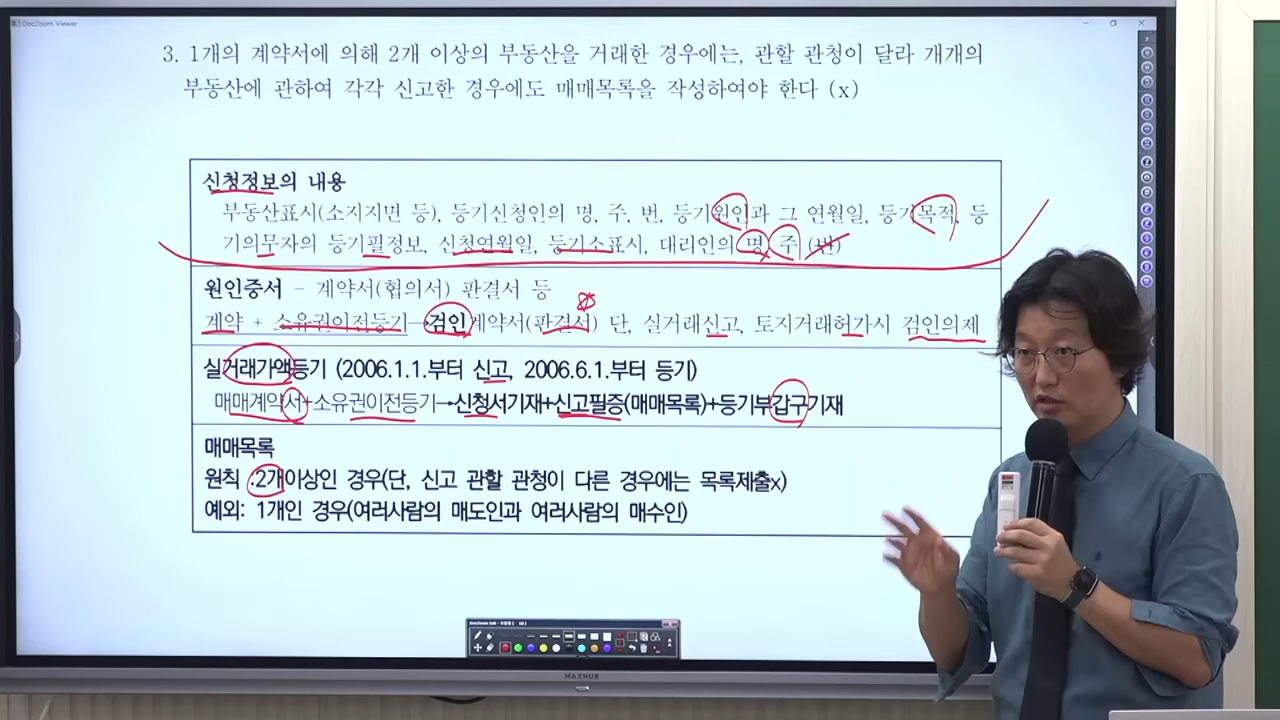 DocZoom Viewer
3. 1개의 계약서에 의해 2개 이상의 부동산을 거래한 경우에는, 관할 관청이 달라 개개의
부동산에 관하여 각각 신고한 경우에도 매매목록을 작성하여야 한다 (x)
신청정보의 내용
부동산표시(소지지면 등), 등기신청인의 명, 주, 번, 등기원인과 그 연월일, 등기목적, 등
기의무자의 등기필정보, 신청연월일, 등기소표시, 대리인의 명, 주 (번)
원인증서 - 계약서(협의서) 판결서 등
계약 + 소유권이전등기→검인계약서(판결서) 단, 실거래신고, 토지거래허가시 검인의제
실거래가액등기 (2006.1.1.부터 신고, 2006.6.1.부터 등기)
매매계약서+소유권이전등기→신청서기재+신고필증(매매목록)+등기부갑구기재
매매목록
원칙 :2개이상인 경우(단, 신고 관할 관청이 다른 경우에는 목록제출x)
예외: 1개인 경우(여러사람의 매도인과 여러사람의 매수인)
MAXHUB